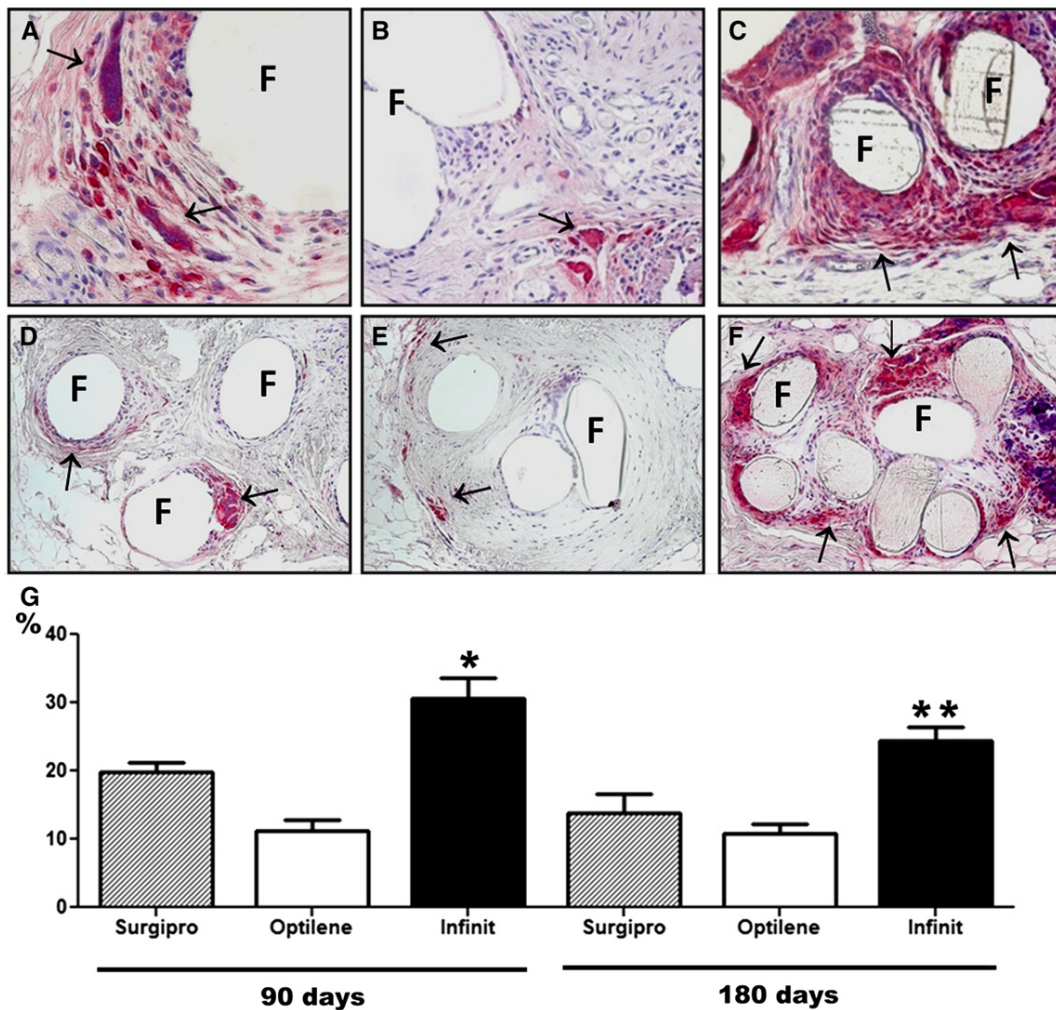 A B C
F F F F
D E F
F F F F F F
G
%
40
30
20
10
0
* **
Surgipro Optilene Infinit Surgipro Optilene Infinit
90 days 180 days